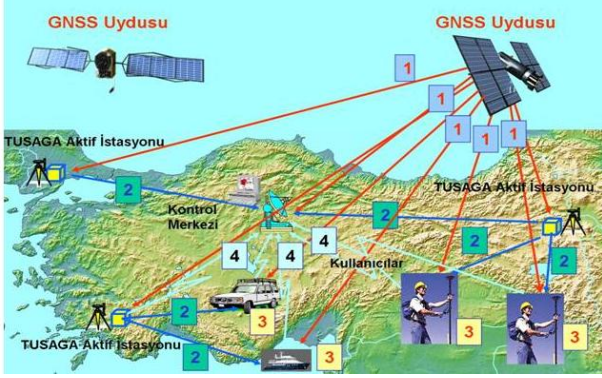 GNSS Uydusu
GNSS Uydusu
1
1
1
1
1
TUSAGA Aktif İstasyonu
TUSAGA Aktif İstasyonu
2
Kontrol
Merkezi
2
4
4
4
2
2
Kullanıcılar
2
3
3
3
TUSAGA Aktif İstasyonu
2
3